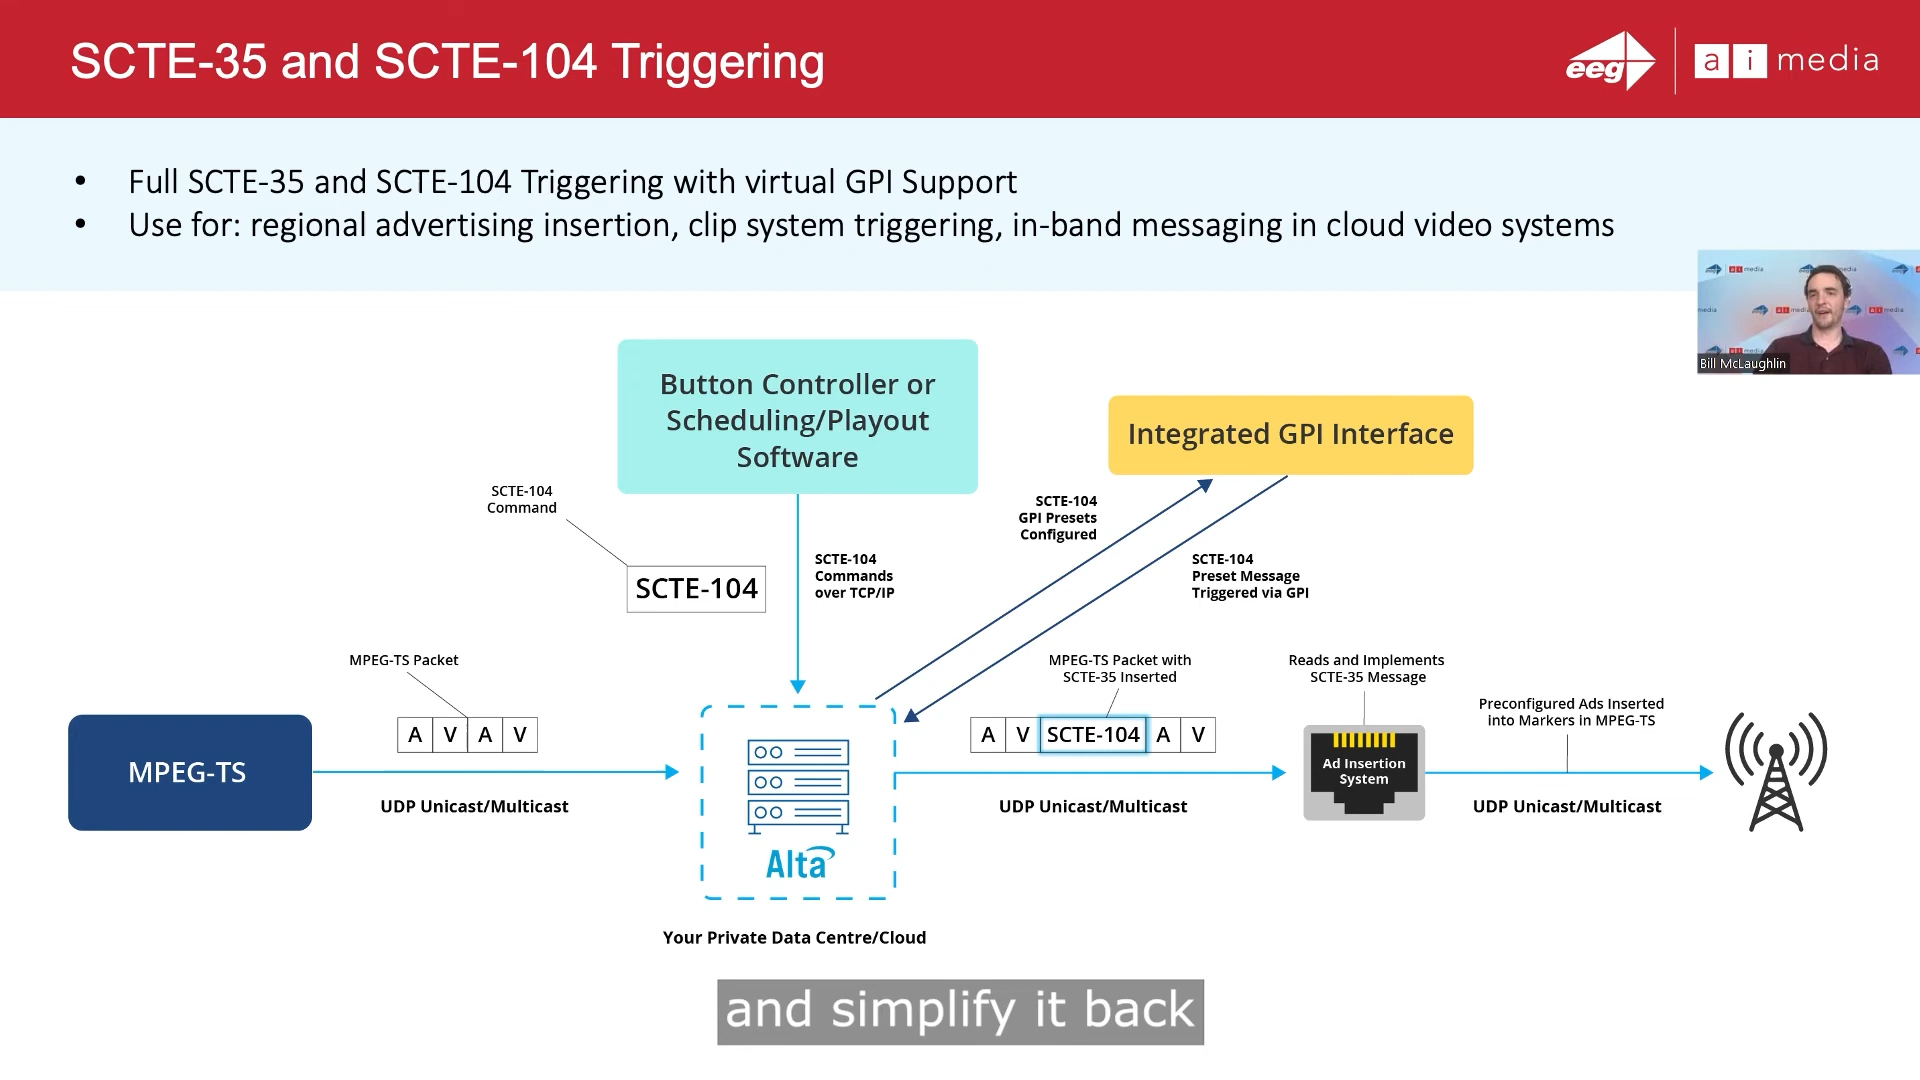 SCTE-35 and SCTE-104 Triggering
eeg
ai media
• Full SCTE-35 and SCTE-104 Triggering with virtual GPI Support
• Use for: regional advertising insertion, clip system triggering, in-band messaging in cloud video systems
Bill McLaughlin
Button Controller or
Scheduling/Playout
Software
Integrated GPI Interface
SCTE-104
Command
SCTE-104
GPI Presets
Configured
SCTE-104
Commands
over TCP/IP
SCTE-104
Preset Message
Triggered via GPI
SCTE-104
MPEG-TS Packet
MPEG-TS Packet with
SCTE-35 Inserted
Reads and Implements
SCTE-35 Message
Preconfigured Ads Inserted
into Markers in MPEG-TS
A V A V
A V SCTE-104 A V
MPEG-TS
Ad Insertion
System
UDP Unicast/Multicast
UDP Unicast/Multicast
UDP Unicast/Multicast
Alta
Your Private Data Centre/Cloud
and simplify it back